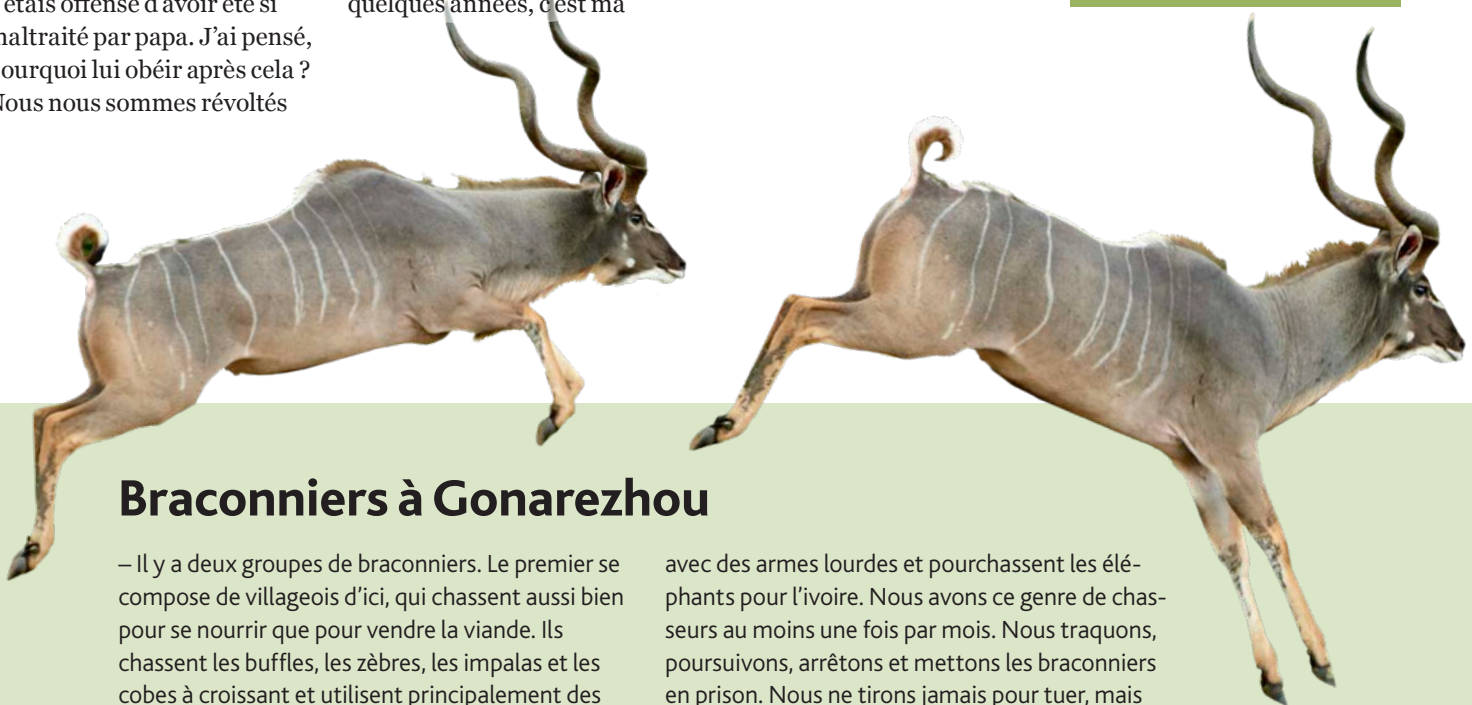 étais offensé d'avoir été si
maltraité par papa. J'ai pensé,
pourquoi lui obéir après cela ?
Nous nous sommes révoltés
quelques années, c'est ma
Braconniers à Gonarezhou
– Il y a deux groupes de braconniers. Le premier se
compose de villageois d'ici, qui chassent aussi bien
pour se nourrir que pour vendre la viande. Ils
chassent les buffles, les zèbres, les impalas et les
cobes à croissant et utilisent principalement des
avec des armes lourdes et pourchassent les élé-
phants pour l'ivoire. Nous avons ce genre de chas-
seurs au moins une fois par mois. Nous traquons,
poursuivons, arrêtons et mettons les braconniers
en prison. Nous ne tirons jamais pour tuer, mais